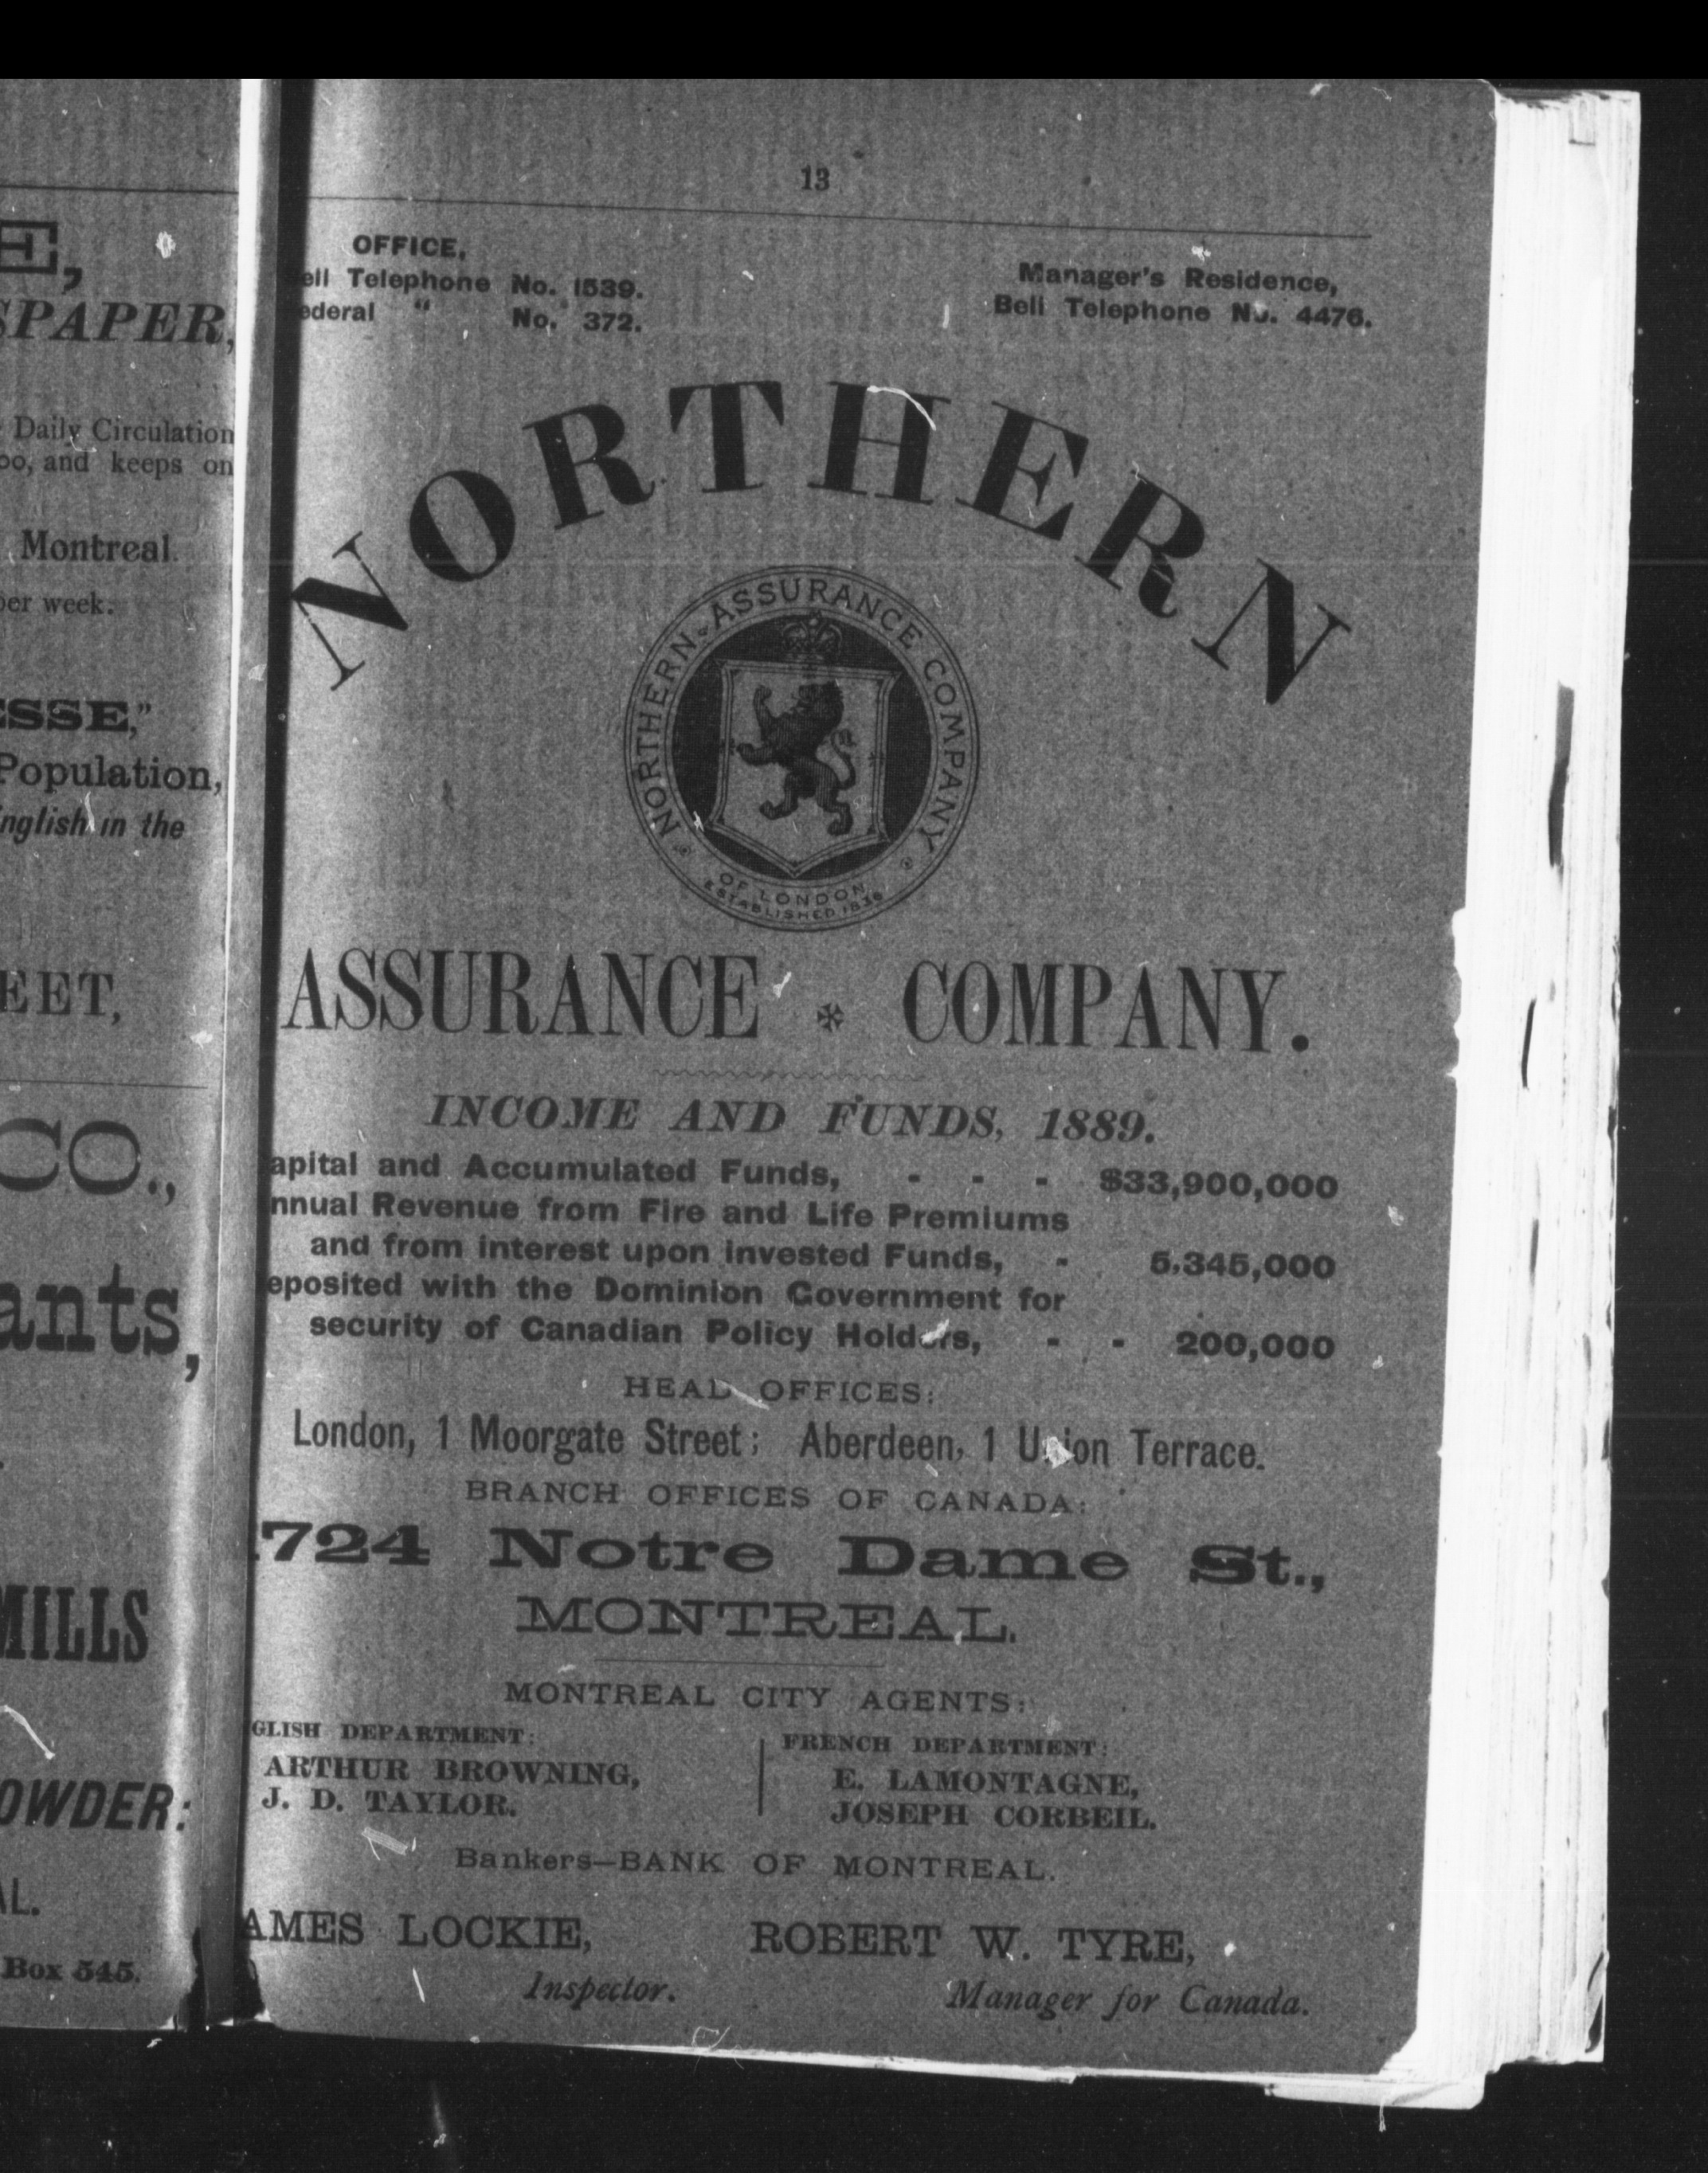 E,
SPAPER,
Daily Circulation
oo, and keeps on
Montreal.
per week.
ESSE,"
Population,
English in the
EET,
CO.,
ants,
MILLS
OWDER:
AL.
Box 545.
13
OFFICE,
ell Telephone No. 1539.
ederal " No. 372.
Manager's Residence,
Bell Telephone No. 4476.
NORTHERN
NORTHERN-ASSURANCE COMPANY
OF LONDON
ESTABLISHED 1836
ASSURANCE COMPANY.
INCOME AND FUNDS, 1889.
apital and Accumulated Funds, - - - $33,900,000
nnual Revenue from Fire and Life Premiums
and from interest upon invested Funds, - 5,345,000
eposited with the Dominion Government for
security of Canadian Policy Holders, - - 200,000
HEAD OFFICES:
London, 1 Moorgate Street; Aberdeen, 1 Union Terrace.
BRANCH OFFICES OF CANADA:
1724 Notre Dame St.,
MONTREAL.
MONTREAL CITY AGENTS:
GLISH DEPARTMENT:
ARTHUR BROWNING,
J. D. TAYLOR.
FRENCH DEPARTMENT:
E. LAMONTAGNE,
JOSEPH CORBEIL.
Bankers—BANK OF MONTREAL.
AMES LOCKIE,
Inspector.
ROBERT W. TYRE,
Manager for Canada.